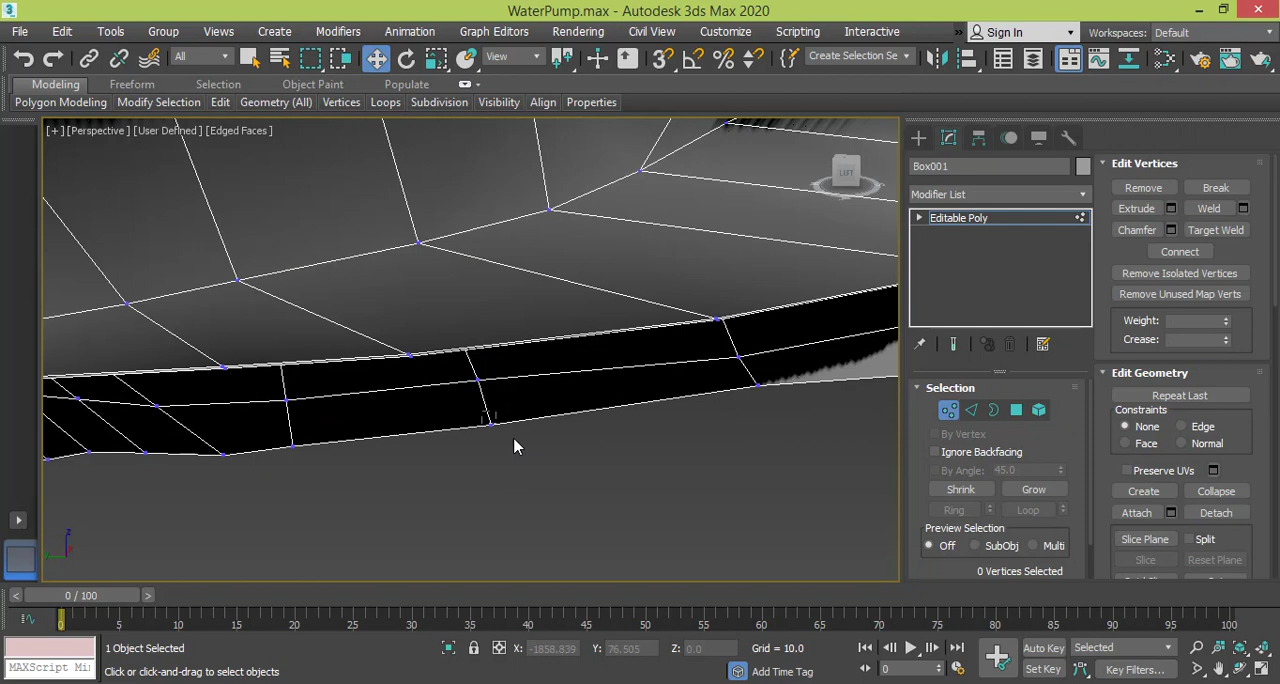 WaterPump.max - Autodesk 3ds Max 2020
File Edit Tools Group Views Create Modifiers Animation Graph Editors Rendering Civil View Customize Scripting Interactive » Sign In Workspaces: Default
All View Create Selection Se
Modeling Freeform Selection Object Paint Populate
Polygon Modeling Modify Selection Edit Geometry (All) Vertices Loops Subdivision Visibility Align Properties
[+] [Perspective] [User Defined] [Edged Faces]
LEFT
Box001
Modifier List
Editable Poly
Selection
By Vertex
Ignore Backfacing
By Angle: 45.0
Shrink Grow
Ring Loop
Preview Selection
Off SubObj Multi
0 Vertices Selected
Edit Vertices
Remove Break
Extrude Weld
Chamfer Target Weld
Connect
Remove Isolated Vertices
Remove Unused Map Verts
Weight:
Crease:
Edit Geometry
Repeat Last
Constraints
None Edge
Face Normal
Preserve UVs
Create Collapse
Attach Detach
Slice Plane Split
Slice Reset Plane
z
< 0 / 100 >
0 5 10 15 20 25 30 35 40 45 50 55 60 65 70 75 80 85 90 95 100
1 Object Selected X: -1858.839 Y: 76.505 Z: 0.0 Grid = 10.0 Auto Key Selected
MAXScript Mi: Click or click-and-drag to select objects Add Time Tag 0 Set Key Key Filters...